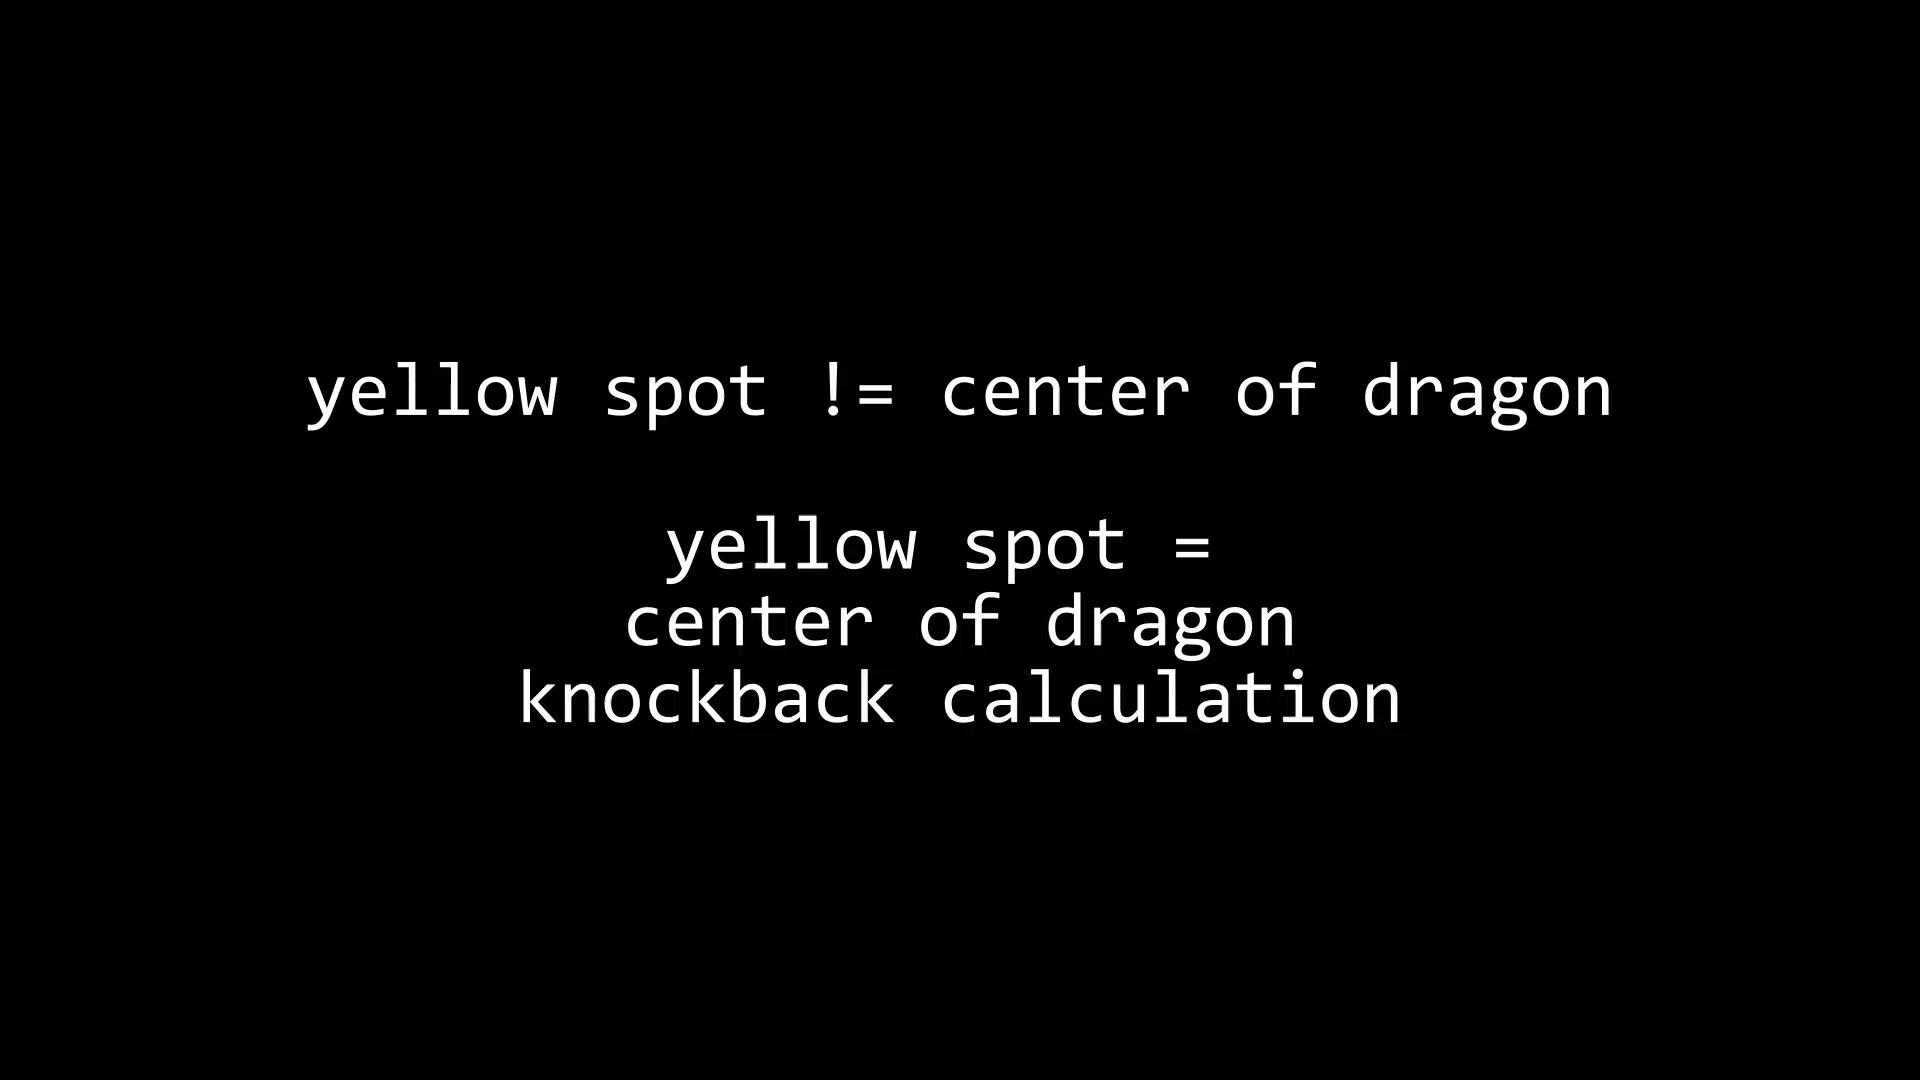 yellow spot != center of dragon
yellow spot =
center of dragon
knockback calculation